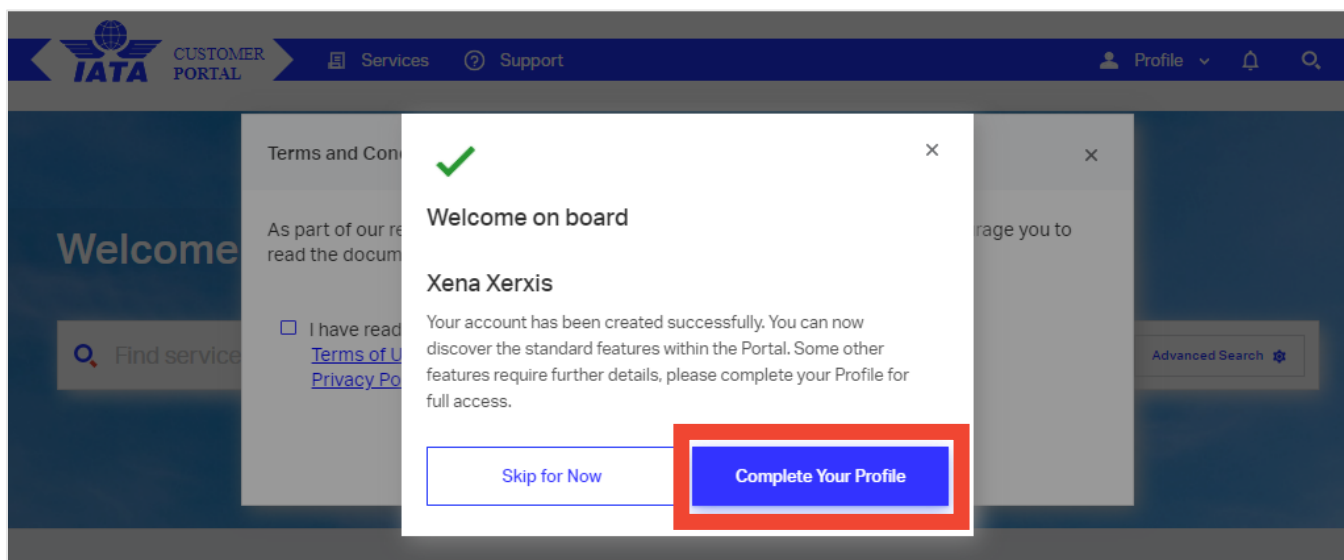 IATA
CUSTOMER
PORTAL
Services
Support
Profile
Terms and Con
Welcome on board
As part of our re
rage you to
read the docum
Welcome
Xena Xerxis
Your account has been created successfully. You can now
discover the standard features within the Portal. Some other
features require further details, please complete your Profile for
full access.
I have read
Terms of U
Privacy Po
Find service
Advanced Search
Skip for Now
Complete Your Profile